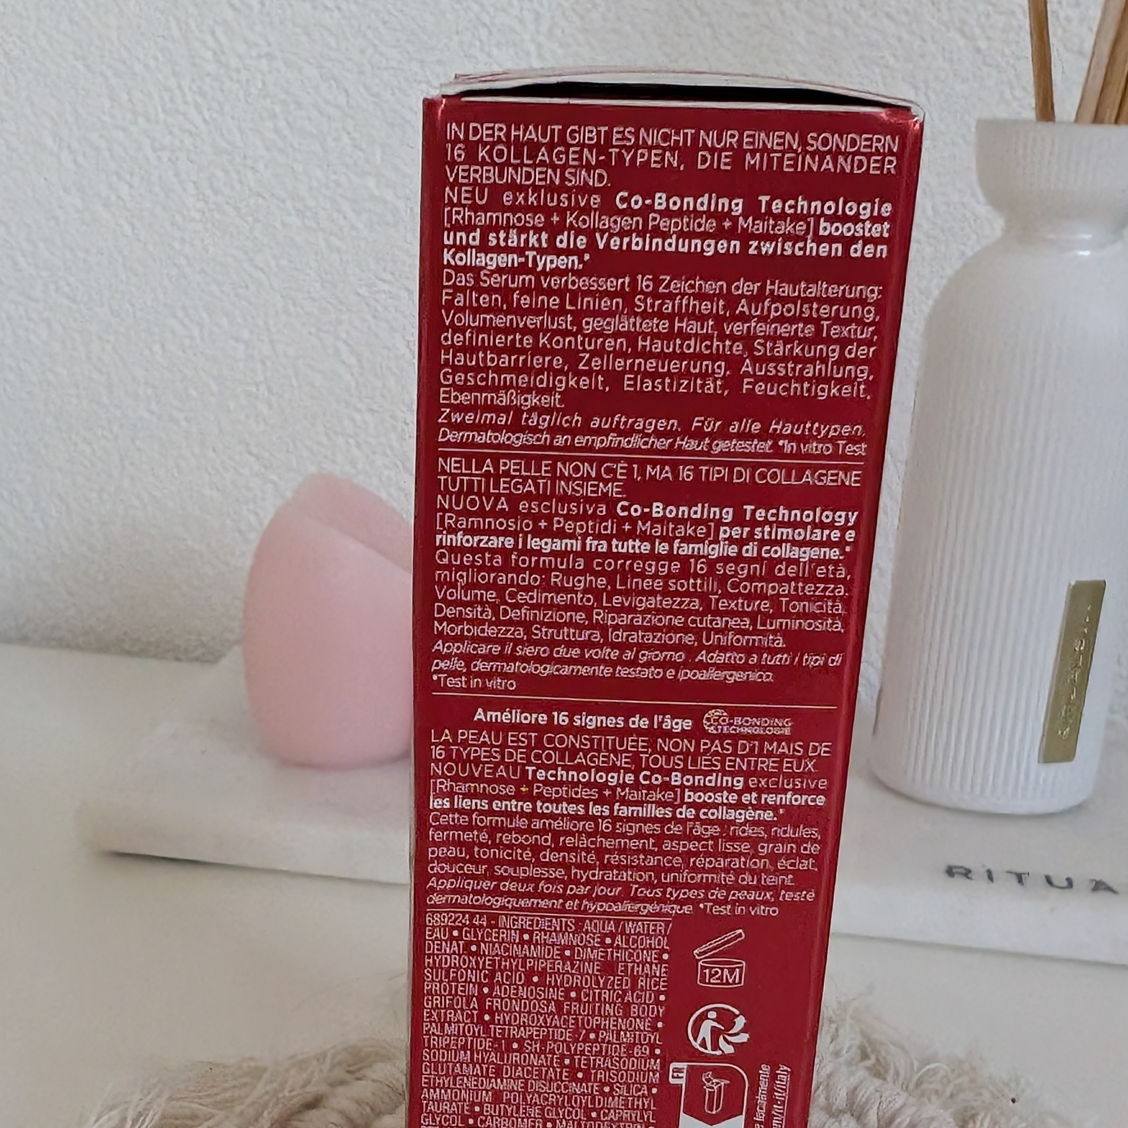 IN DER HAUT GIBT ES NICHT NUR EINEN, SONDERN
16 KOLLAGEN-TYPEN, DIE MITEINANDER
VERBUNDEN SIND.
NEU exklusive Co-Bonding Technologie
[Rhamnose + Kollagen Peptide + Maitake] boostet
und stärkt die Verbindungen zwischen den
Kollagen-Typen.*
Das Serum verbessert 16 Zeichen der Hautalterung:
Falten, feine Linien, Straffheit, Aufpolsterung,
Volumenverlust, geglättete Haut, verfeinerte Textur,
definierte Konturen, Hautdichte, Stärkung der
Hautbarriere, Zellerneuerung, Ausstrahlung,
Geschmeidigkeit, Elastizität, Feuchtigkeit,
Ebenmäßigkeit.
Zweimal täglich auftragen. Für alle Hauttypen.
Dermatologisch an empfindlicher Haut getestet. *In vitro Test
NELLA PELLE NON C'È 1, MA 16 TIPI DI COLLAGENE
TUTTI LEGATI INSIEME.
NUOVA esclusiva Co-Bonding Technology
[Ramnosio + Peptidi + Maitake] per stimolare e
rinforzare i legami fra tutte le famiglie di collagene.*
Questa formula corregge 16 segni dell'età,
migliorando: Rughe, Linee sottili, Compattezza,
Volume, Cedimento, Levigatezza, Texture, Tonicità,
Densità, Definizione, Riparazione cutanea, Luminosità,
Morbidezza, Struttura, Idratazione, Uniformità.
Applicare il siero due volte al giorno. Adatto a tutti i tipi di
pelle, dermatologicamente testato e ipoallergenico.
*Test in vitro
Améliore 16 signes de l'âge CO-BONDING
&TECHNOLOGIE
LA PEAU EST CONSTITUÉE, NON PAS D'1 MAIS DE
16 TYPES DE COLLAGÈNE, TOUS LIÉS ENTRE EUX.
NOUVEAU Technologie Co-Bonding exclusive
[Rhamnose + Peptides + Maitake] booste et renforce
les liens entre toutes les familles de collagène.*
Cette formule améliore 16 signes de l'âge : rides, ridules,
fermeté, rebond, relâchement, aspect lisse, grain de
peau, tonicité, densité, résistance, réparation, éclat,
douceur, souplesse, hydratation, uniformité du teint.
Appliquer deux fois par jour. Tous types de peaux, testé
dermatologiquement et hypoallergénique. *Test in vitro
689224 44 - INGREDIENTS : AQUA / WATER /
EAU • GLYCERIN • RHAMNOSE • ALCOHOL
DENAT. • NIACINAMIDE • DIMETHICONE •
HYDROXYETHYLPIPERAZINE ETHANE
SULFONIC ACID • HYDROLYZED RICE
PROTEIN • ADENOSINE • CITRIC ACID •
GRIFOLA FRONDOSA FRUITING BODY
EXTRACT • HYDROXYACETOPHENONE •
PALMITOYL TETRAPEPTIDE-7 • PALMITOYL
TRIPEPTIDE-1 • SH-POLYPEPTIDE-69 •
SODIUM HYALURONATE • TETRASODIUM
GLUTAMATE DIACETATE • TRISODIUM
ETHYLENEDIAMINE DISUCCINATE • SILICA •
AMMONIUM POLYACRYLOYLDIMETHYL
TAURATE • BUTYLENE GLYCOL • CAPRYLYL
GLYCOL • CARBOMER • MALTODEXTRIN •
12M
FR
RITUA